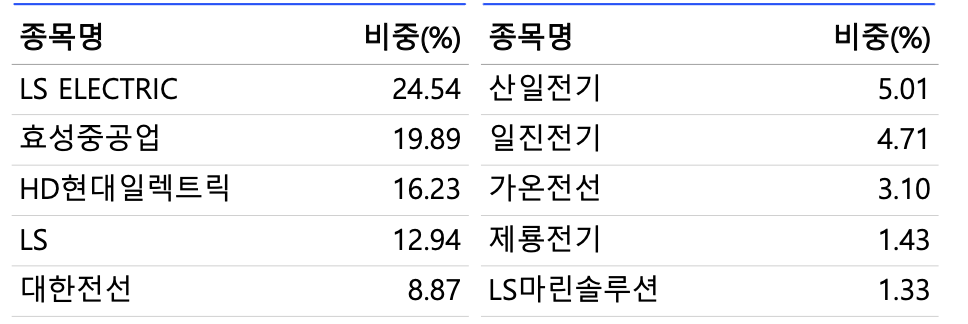 종목명 비중(%) 종목명 비중(%)
LS ELECTRIC 24.54 산일전기 5.01
효성중공업 19.89 일진전기 4.71
HD현대일렉트릭 16.23 가온전선 3.10
LS 12.94 제룡전기 1.43
대한전선 8.87 LS마린솔루션 1.33